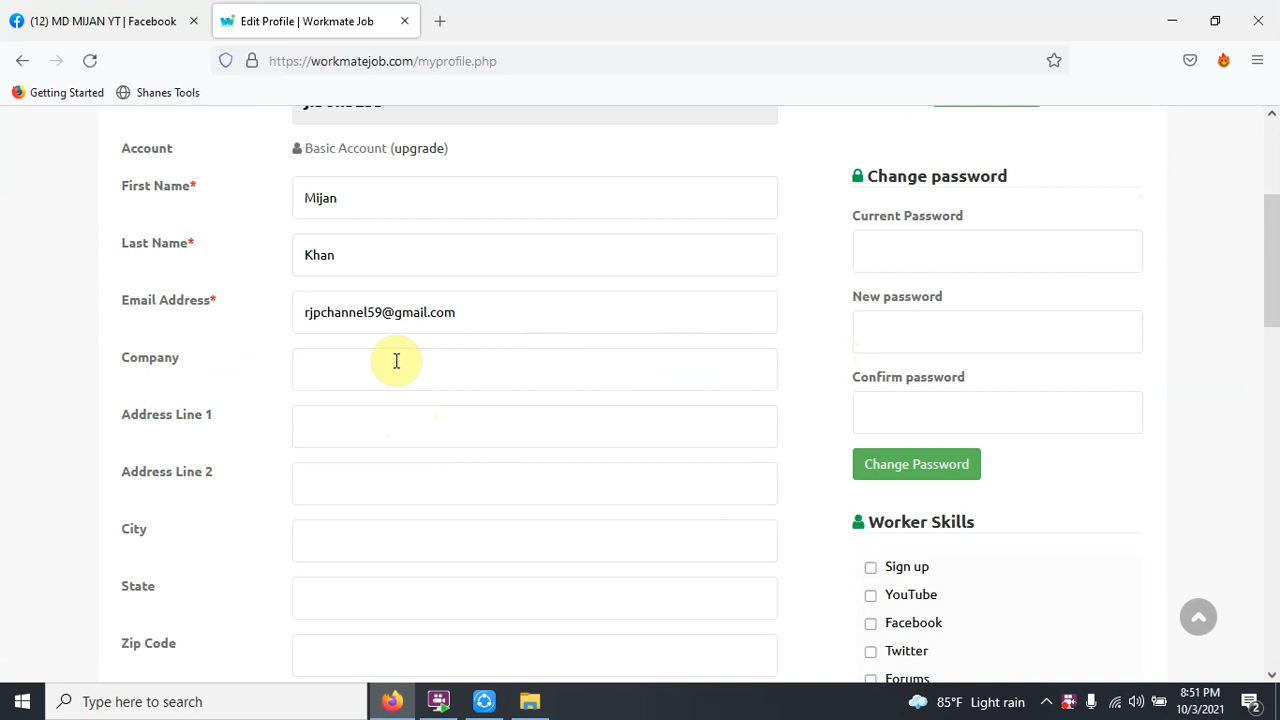 (12) MD MIJAN YT | Facebook
Edit Profile | Workmate Job
https://workmatejob.com/myprofile.php
Getting Started
Shanes Tools
Account
Basic Account (upgrade)
First Name*
Mijan
Last Name*
Khan
Email Address*
rjpchannel59@gmail.com
Company
Address Line 1
Address Line 2
City
State
Zip Code
Change password
Current Password
New password
Confirm password
Change Password
Worker Skills
Sign up
YouTube
Facebook
Twitter
Forums
Type here to search
85°F Light rain
8:51 PM
10/3/2021
2